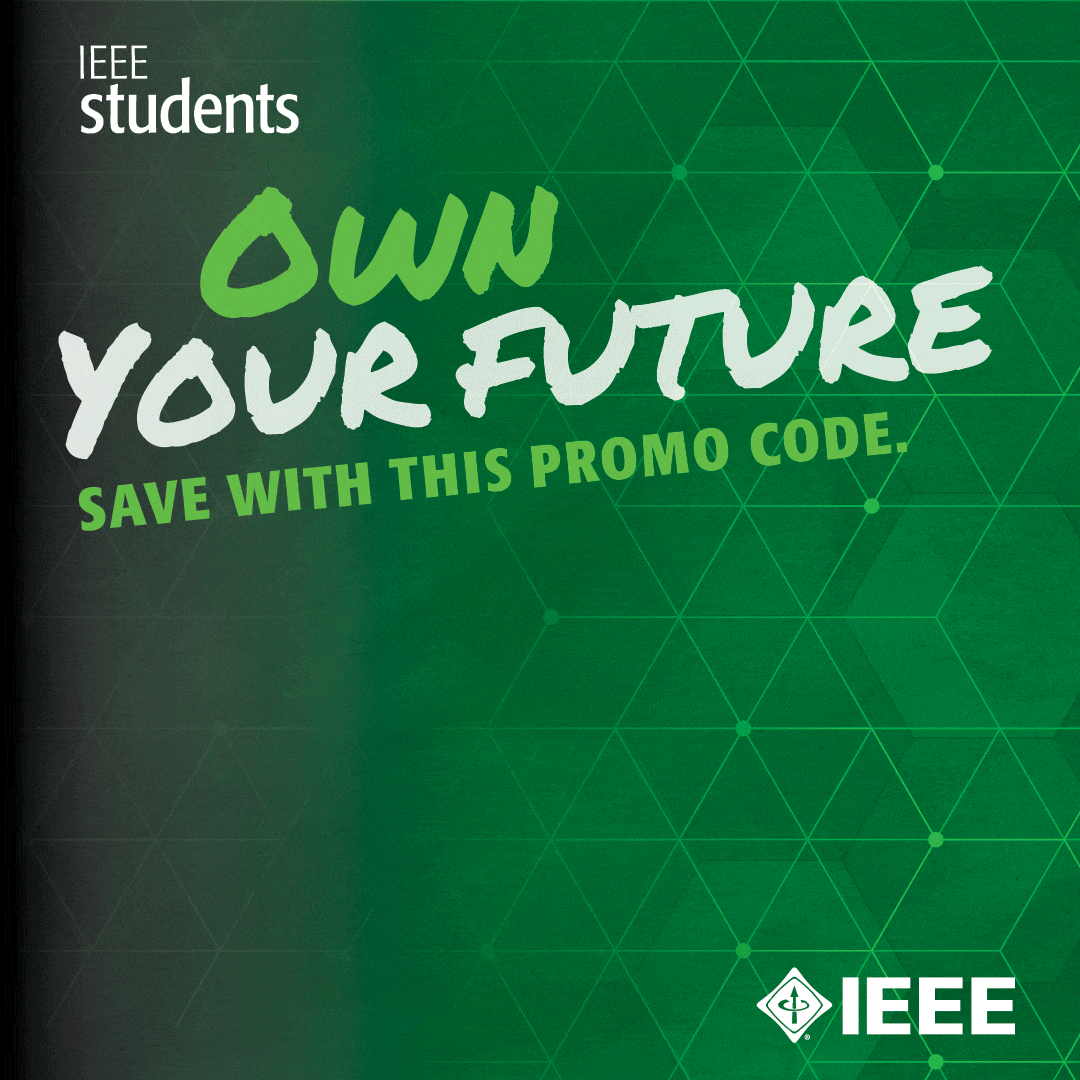 IEEE
students
OWN
YOUR FUTURE
SAVE WITH THIS PROMO CODE.
IEEE